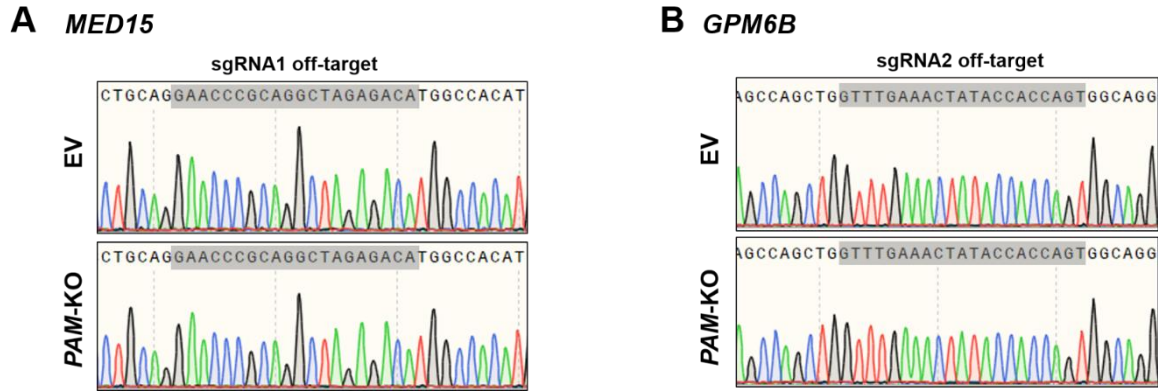 A MED15
sgRNA1 off-target
EV
CTGCAGGAACCCGCAGGCTAGAGACATGGCCACAT
PAM-KO
CTGCAGGAACCCGCAGGCTAGAGACATGGCCACAT
B GPM6B
sgRNA2 off-target
EV
AGCCAGCTGGTTTGAAACTATACCACCAGTGGCAGG
PAM-KO
AGCCAGCTGGTTTGAAACTATACCACCAGTGGCAGG